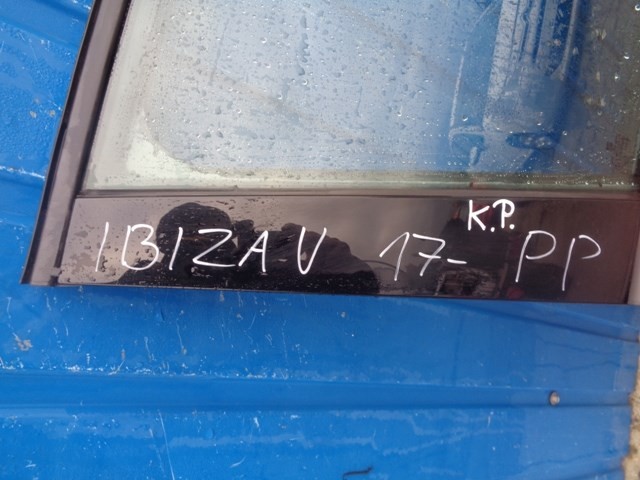 IBIZA V 17- PP
K.P.